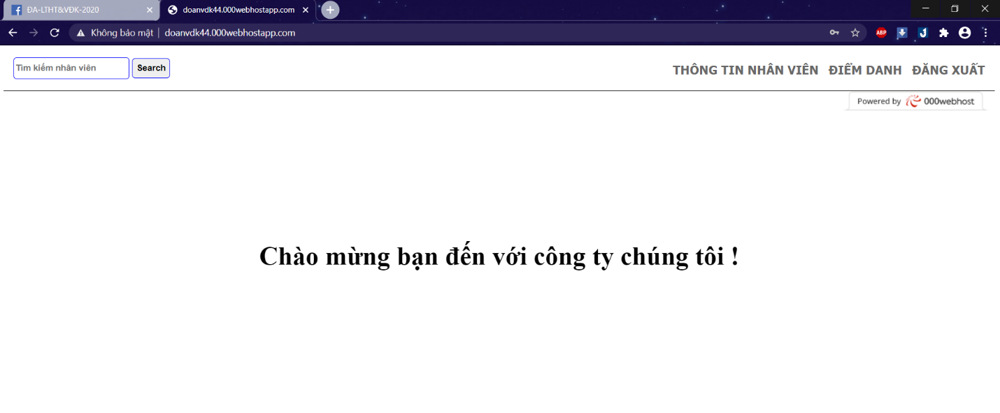 ĐA-LTHT&VĐK-2020
doanvdk44.000webhostapp.com
Không bảo mật | doanvdk44.000webhostapp.com
ABP
Tìm kiếm nhân viên Search THÔNG TIN NHÂN VIÊN ĐIỂM DANH ĐĂNG XUẤT
Powered by 000webhost
Chào mừng bạn đến với công ty chúng tôi !